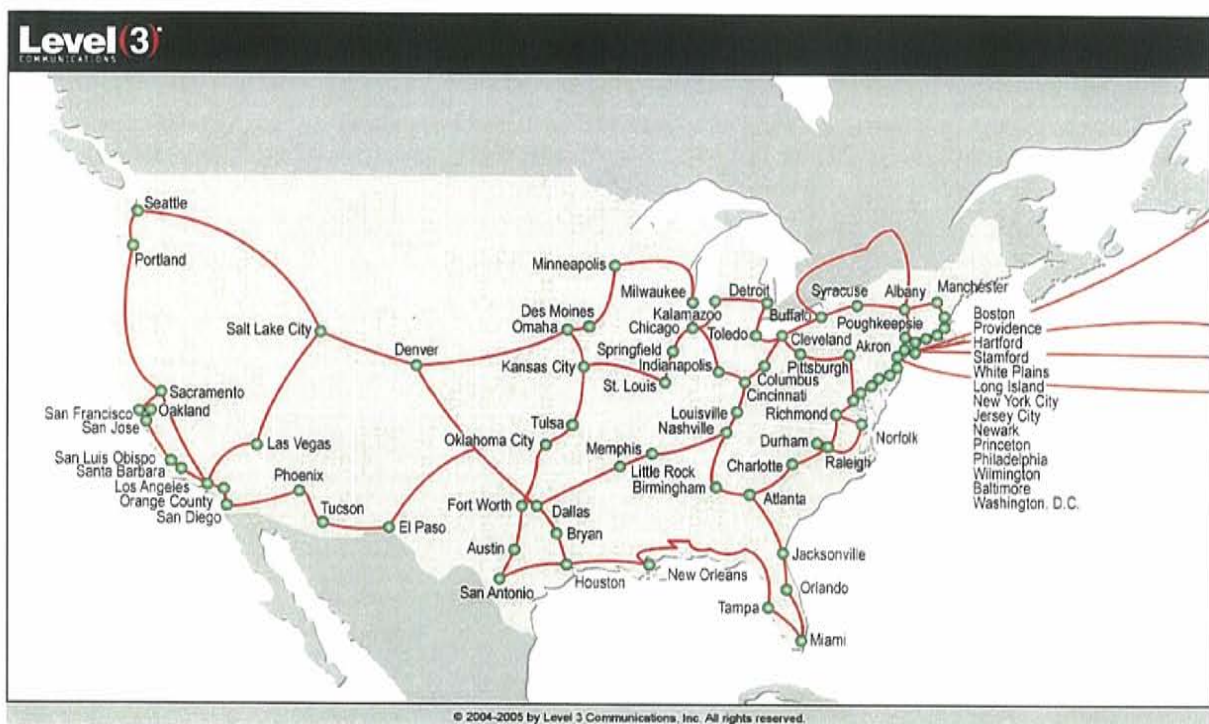 Level(3)
COMMUNICATIONS
Seattle
Portland
Minneapolis
Milwaukee
Detroit
Syracuse
Albany
Manchester
Kalamazoo
Buffalo
Poughkeepsie
Des Moines
Omaha
Chicago
Toledo
Cleveland
Akron
Salt Lake City
Denver
Springfield
Indianapolis
Pittsburgh
Kansas City
St. Louis
Columbus
Cincinnati
Sacramento
San Francisco
Oakland
San Jose
Las Vegas
Tulsa
Oklahoma City
Louisville
Nashville
Richmond
Norfolk
Memphis
Durham
Raleigh
San Luis Obispo
Santa Barbara
Los Angeles
Orange County
San Diego
Phoenix
Tucson
El Paso
Little Rock
Birmingham
Charlotte
Atlanta
Fort Worth
Dallas
Bryan
Austin
San Antonio
Houston
New Orleans
Jacksonville
Orlando
Tampa
Miami
Boston
Providence
Hartford
Stamford
White Plains
Long Island
New York City
Jersey City
Newark
Princeton
Philadelphia
Wilmington
Baltimore
Washington, D.C.
© 2004-2005 by Level 3 Communications, Inc. All rights reserved.